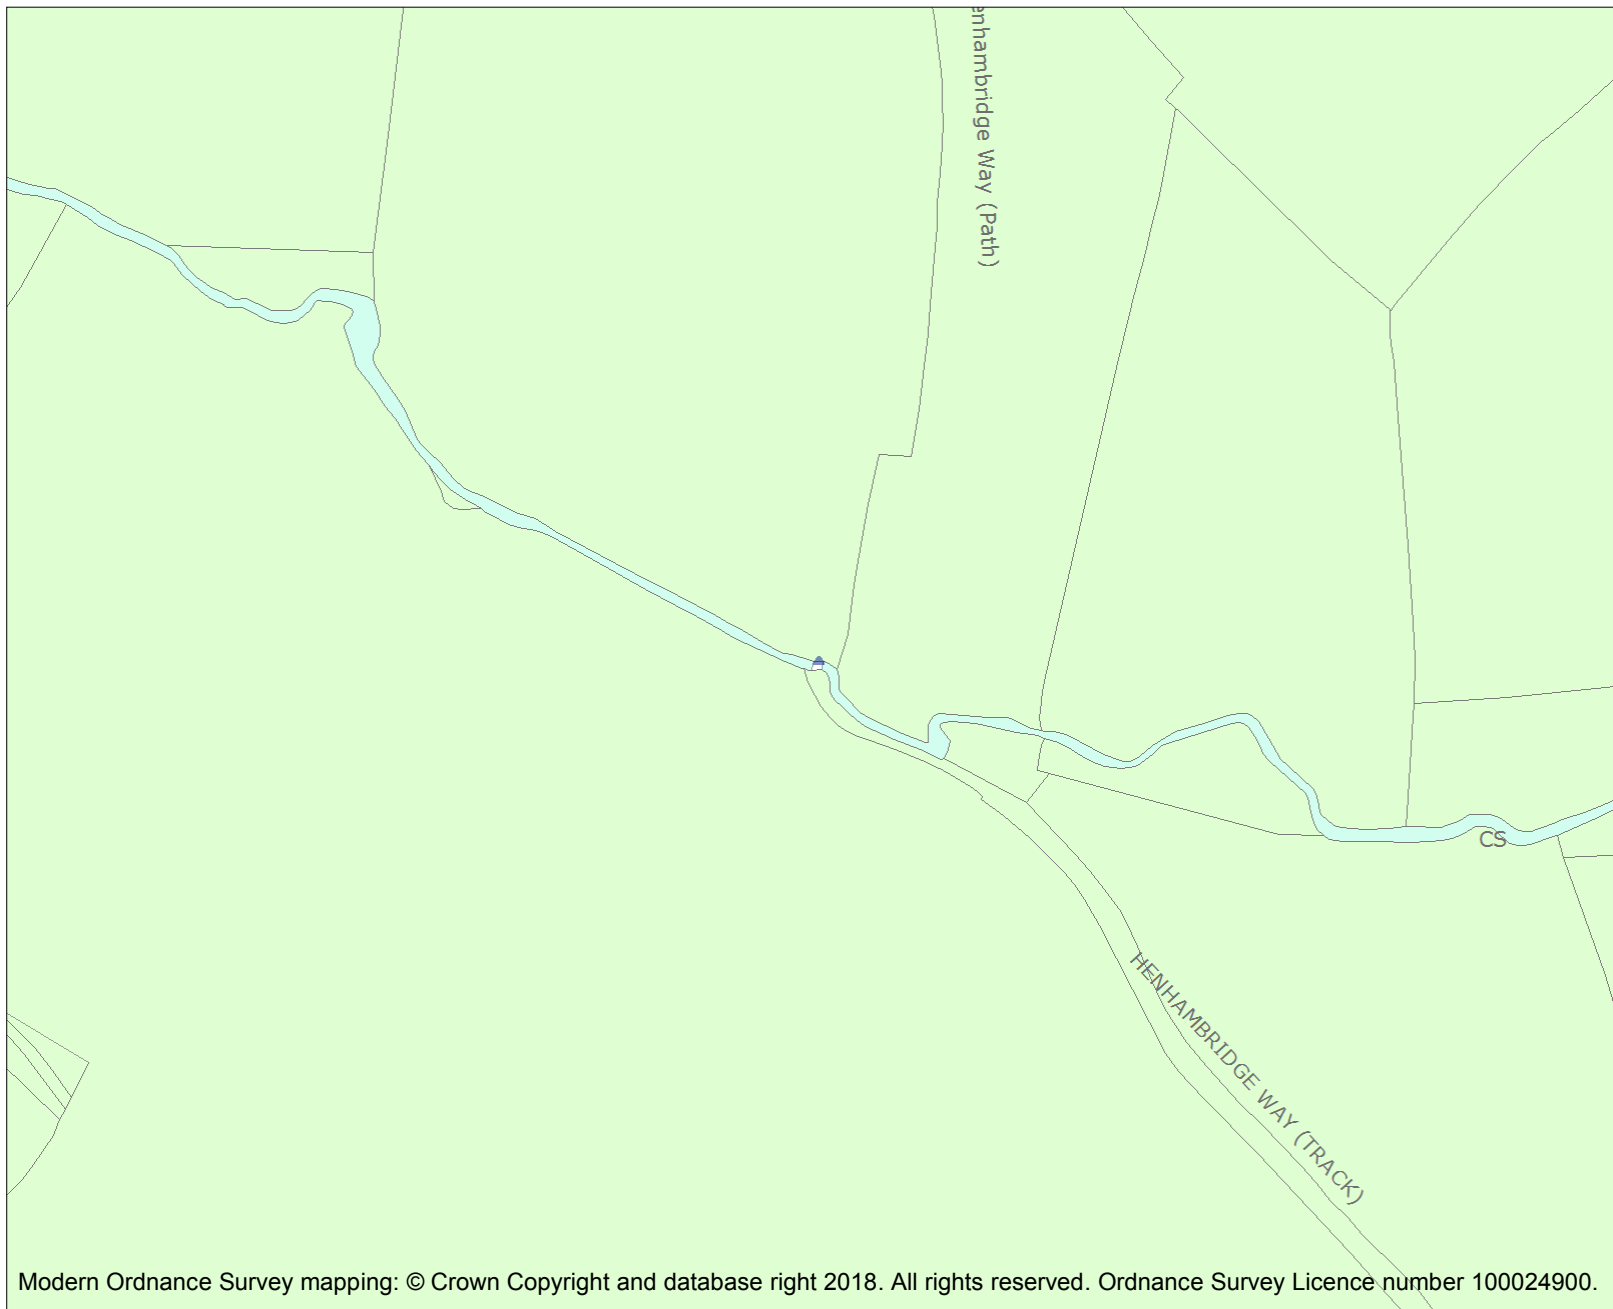 enhambridge Way (Path)
CS
HENHAMBRIDGE WAY (TRACK)
Modern Ordnance Survey mapping: © Crown Copyright and database right 2018. All rights reserved. Ordnance Survey Licence number 100024900.